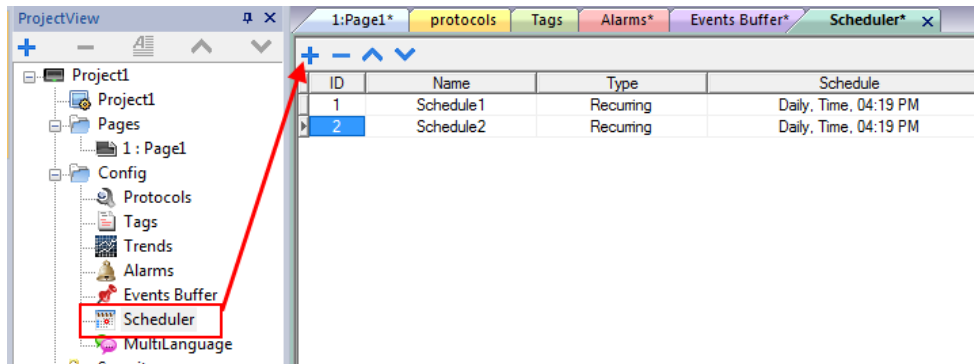 ProjectView
1:Page1* protocols Tags Alarms* Events Buffer* Scheduler*
Project1
Project1
Pages
1 : Page1
Config
Protocols
Tags
Trends
Alarms
Events Buffer
Scheduler
MultiLanguage
ID Name Type Schedule
1 Schedule1 Recurring Daily, Time, 04:19 PM
2 Schedule2 Recurring Daily, Time, 04:19 PM